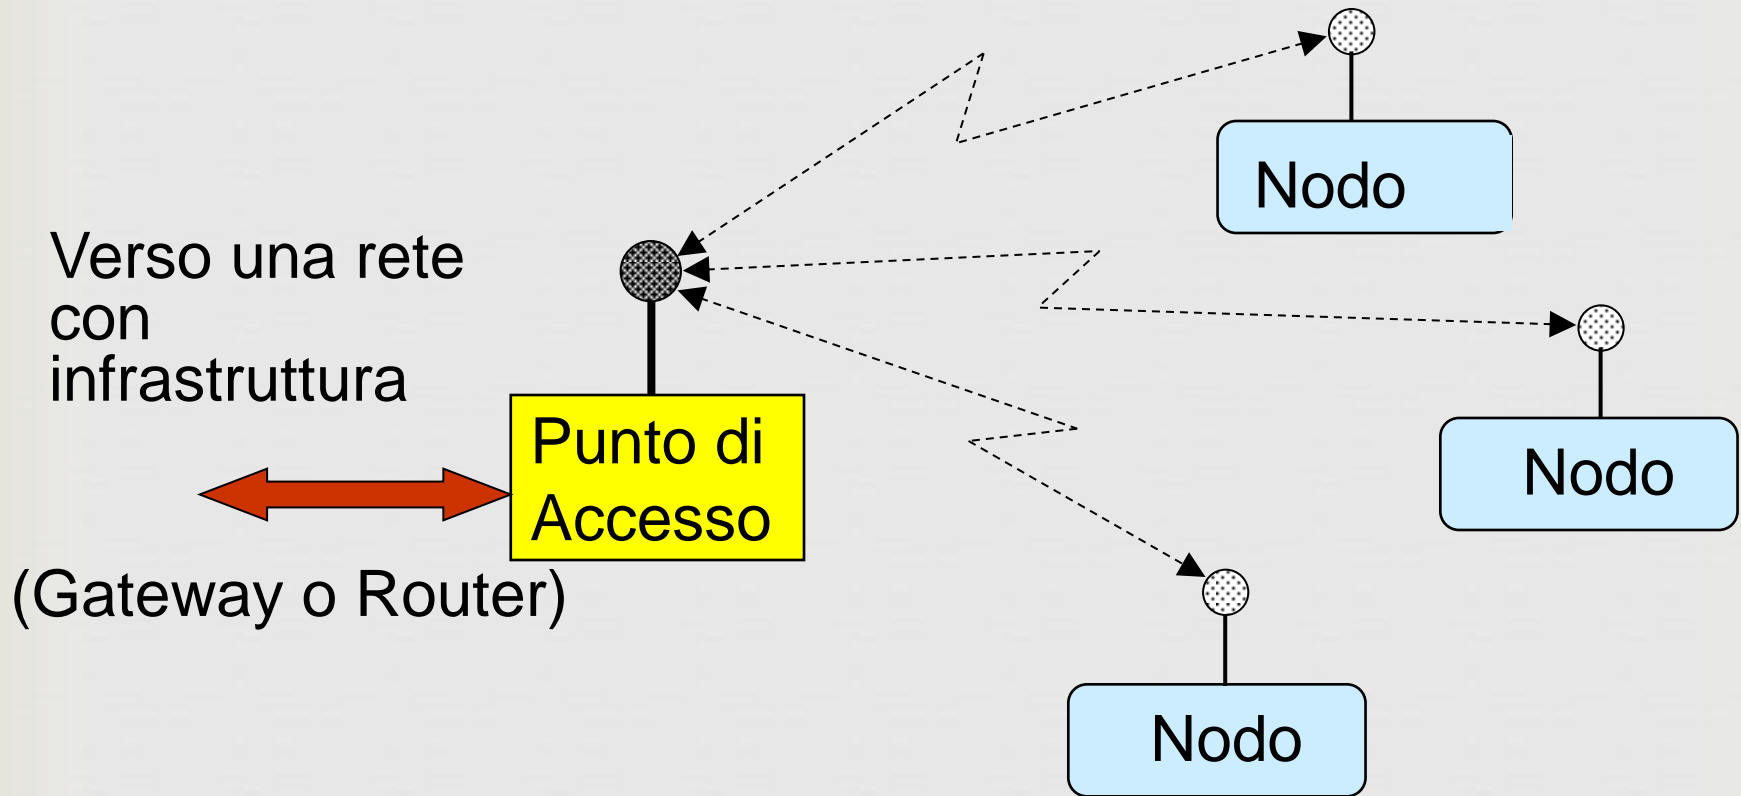 Nodo
Verso una rete
con
infrastruttura
Punto di
Accesso
Nodo
(Gateway o Router)
Nodo